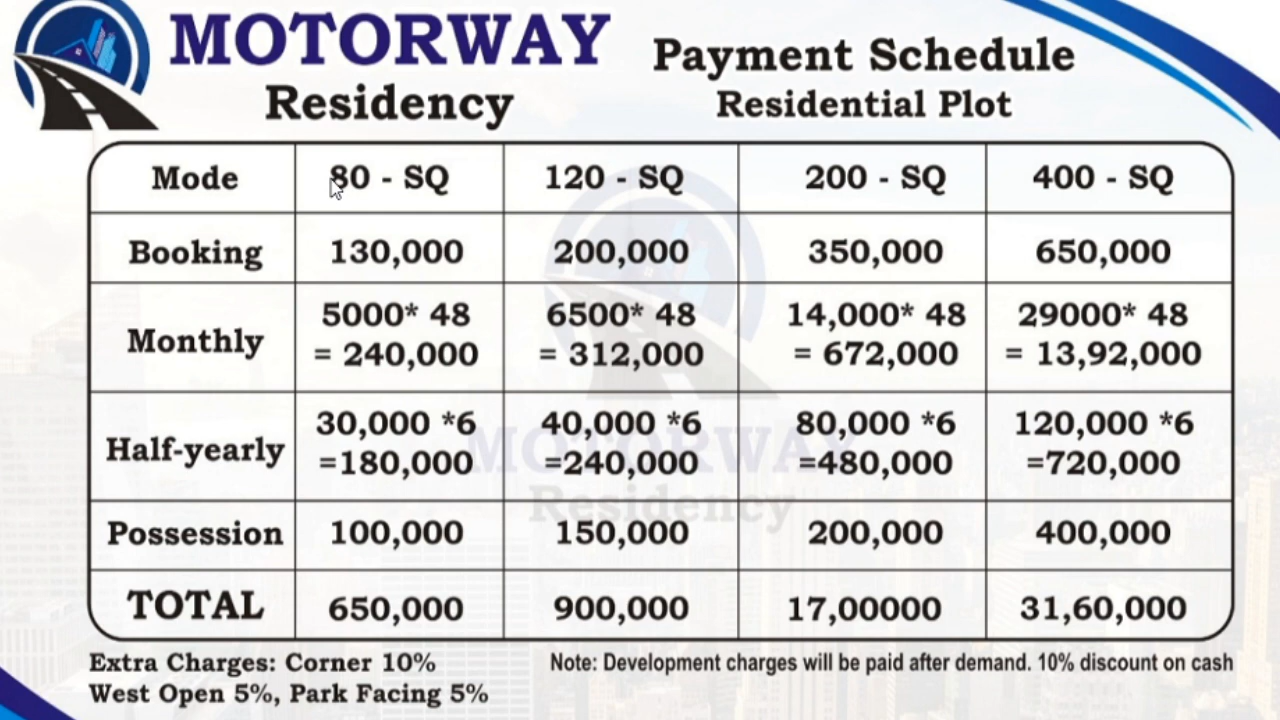 MOTORWAY
Residency
Payment Schedule
Residential Plot
Mode 80 - SQ 120 - SQ 200 - SQ 400 - SQ
Booking 130,000 200,000 350,000 650,000
Monthly 5000* 48 6500* 48 14,000* 48 29000* 48
= 240,000 = 312,000 = 672,000 = 13,92,000
Half-yearly 30,000 *6 40,000 *6 80,000 *6 120,000 *6
=180,000 =240,000 =480,000 =720,000
MOTORWAY
Residency
Possession 100,000 150,000 200,000 400,000
TOTAL 650,000 900,000 17,00000 31,60,000
Extra Charges: Corner 10%
West Open 5%, Park Facing 5%
Note: Development charges will be paid after demand. 10% discount on cash